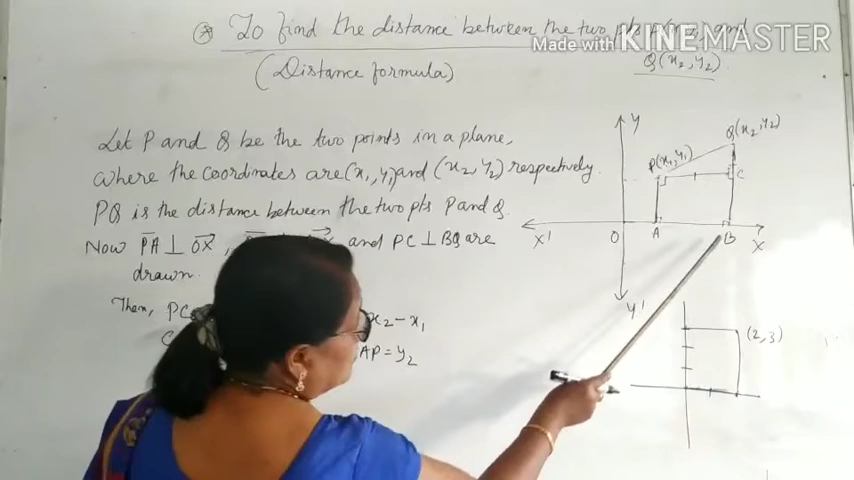 To find the distance between the two pts and
Q(x₂, y₂).
(Distance formula)
Made with KINEMASTER
Let P and Q be the two points in a plane,
where the coordinates are (x₁, y₁) and (x₂, y₂) respectively.
PQ is the distance between the two pts P and Q.
Now PA ⊥ OX, and PC ⊥ BQ are
drawn.
Then, PC x₂ - x₁
AP = y₂
Y
Q(x₂, y₂)
P(x₁, y₁)
C
X' O A B X
Y'
(2, 3)